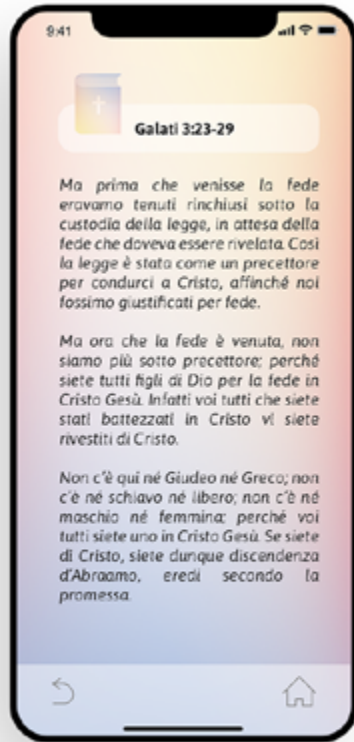 9:41
Galati 3:23-29
Ma prima che venisse la fede
eravamo tenuti rinchiusi sotto la
custodia della legge, in attesa della
fede che doveva essere rivelata. Così
la legge è stata come un precettore
per condurci a Cristo, affinché noi
fossimo giustificati per fede.
Ma ora che la fede è venuta, non
siamo più sotto precettore; perché
siete tutti figli di Dio per la fede in
Cristo Gesù. Infatti voi tutti che siete
stati battezzati in Cristo vi siete
rivestiti di Cristo.
Non c'è qui né Giudeo né Greco; non
c'è né schiavo né libero; non c'è né
maschio né femmina; perché voi
tutti siete uno in Cristo Gesù. Se siete
di Cristo, siete dunque discendenza
d'Abraamo, eredi secondo la
promessa.